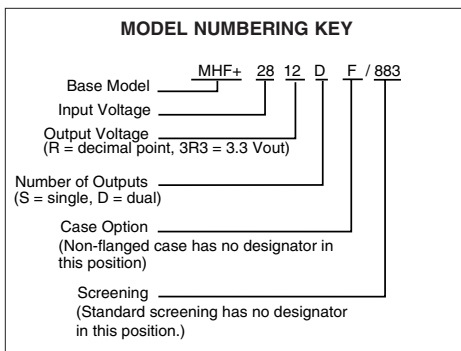 MODEL NUMBERING KEY
MHF+ 28 12 D F / 883
Base Model
Input Voltage
Output Voltage
(R = decimal point, 3R3 = 3.3 Vout)
Number of Outputs
(S = single, D = dual)
Case Option
(Non-flanged case has no designator in
this position)
Screening
(Standard screening has no designator
in this position.)